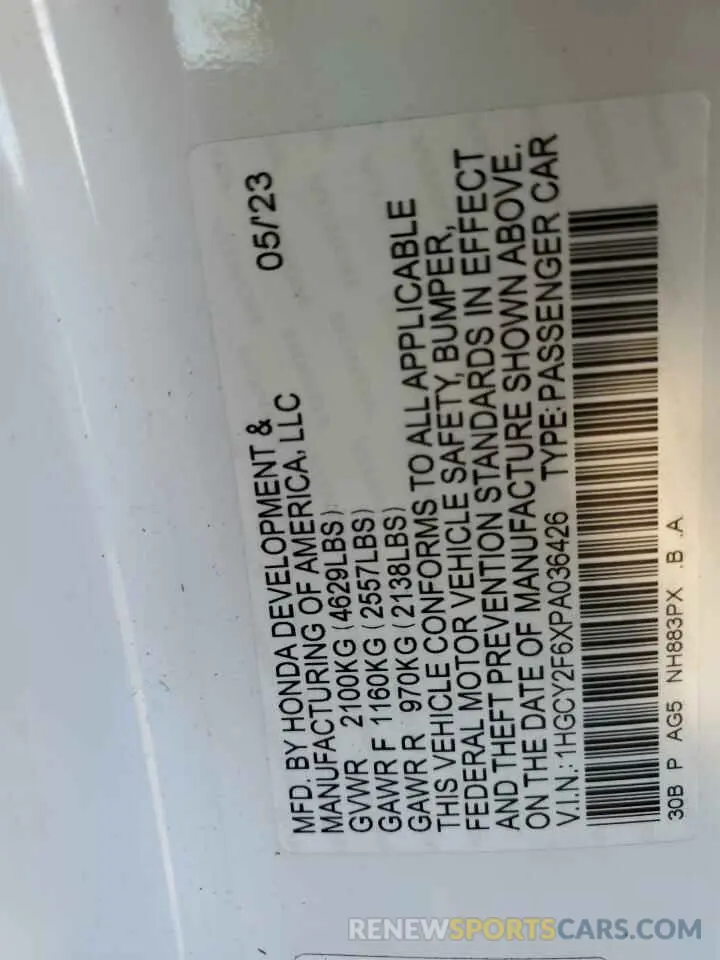 MFD. BY HONDA DEVELOPMENT & 05/'23
MANUFACTURING OF AMERICA, LLC
GVWR 2100KG (4629LBS)
GAWR F 1160KG (2557LBS)
GAWR R 970KG (2138LBS)
THIS VEHICLE CONFORMS TO ALL APPLICABLE
FEDERAL MOTOR VEHICLE SAFETY, BUMPER,
AND THEFT PREVENTION STANDARDS IN EFFECT
ON THE DATE OF MANUFACTURE SHOWN ABOVE.
V.I.N.: 1HGCY2F6XPA036426 TYPE: PASSENGER CAR
30B P AG5 NH883PX .B .A
RENEWSPORTSCARS.COM